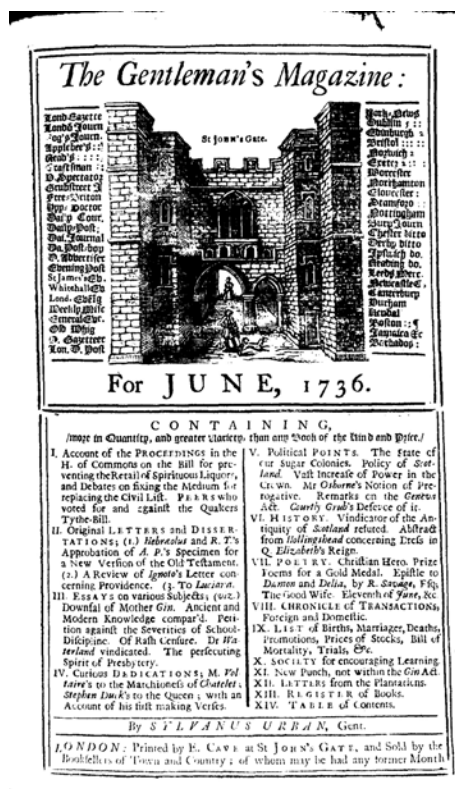 The Gentleman's Magazine:
St JOHN's Gate.
Lond Gazette
Londõ Journ
Fog's Journ.
Applebee's : :
Read's : : : :
Craftsman : :
D. Spectator
Grubstreet J
Free-Briton
Hyp-Doctor
Dai'y Cour.
Daily-Post;
Dai. Journal
Da. Post-boy
D. Advertiser
Evening Post
St James's Ev.
Whitehall Ev
Lond. Ev.
Weekly Misc
General Eve.
Old Whig
D. Gazetteer
Lon. D. Post
York-News
Dublin 5 : :
Edinburgh 2
Bristol : : :
Norwich 2
Exeter 2 : :
Worcester
Northamton
Gloucester :
Stamford :
Nottingham
Bury Journ
Chester ditto
Derby ditto
Ipswich do.
Reading do.
Leeds Merc.
Newcastle C.
Canterbury
Durham
Kendal
Boston : : ¶
Jamaica &c
Barbados :
For JUNE, 1736.
CONTAINING,
[more in Quantity, and greater Variety, than any Book of the Kind and Price.]
I. Account of the PROCEEDINGS in the
H. of Commons on the Bill for pre-
venting the Retail of Spirituous Liquors,
and Debates on fixing the Medium for
replacing the Civil List. PEERS who
voted for and against the Quakers
Tythe-Bill.
II. Original LETTERS and DISSER-
TATIONS; (1.) Hebraeolus and R. T's
Approbation of A. P.'s Specimen for
a New Version of the Old Testament.
(2.) A Review of Ignoto's Letter con-
cerning Providence. (3. To Luciara.
III. ESSAYS on various Subjects; (viz.)
Downfal of Mother Gin. Ancient and
Modern Knowledge compar'd. Peti-
tion against the Severities of School-
Discipline. Of Rash Censure. Dr Wa
terland vindicated. The persecuting
Spirit of Presbytery.
IV. Curious DEDICATIONS; M. Vol
taire's to the Marchioness of Chatelet;
Stephen Duck's to the Queen; with an
Account of his first making Verses.
V. Political POINTS. The State of
our Sugar Colonies. Policy of Scot-
land. Vast Increase of Power in the
Crown. Mr Osborne's Notion of Pre-
rogative. Remarks on the Geneva
Act. Courtly Grub's Defence of it.
VI. HISTORY. Vindicator of the An-
tiquity of Scotland refuted. Abstract
from Hollingshead concerning Dress in
Q. Elizabeth's Reign.
VII. POETRY. Christian Hero. Prize
Poems for a Gold Medal. Epistle to
Damon and Delia, by R. Savage, Esq;
The Good Wife. Eleventh of June, &c
VIII. CHRONICLE of TRANSACTIONS,
Foreign and Domestic.
IX. LIST of Births, Marriages, Deaths,
Promotions, Prices of Stocks, Bill of
Mortality, Trials, &c.
X. SOCIETY for encouraging Learning.
XI. New Punch, not within the Gin Act.
XII. LETTERS from the Plantations.
XIII. REGISTER of Books.
XIV. TABLE of Contents.
By SYLVANUS URBAN, Gent.
LONDON: Printed by E. CAVE at St JOHN's GATE, and Sold by the
Booksellers of Town and Country; of whom may be had any former Month